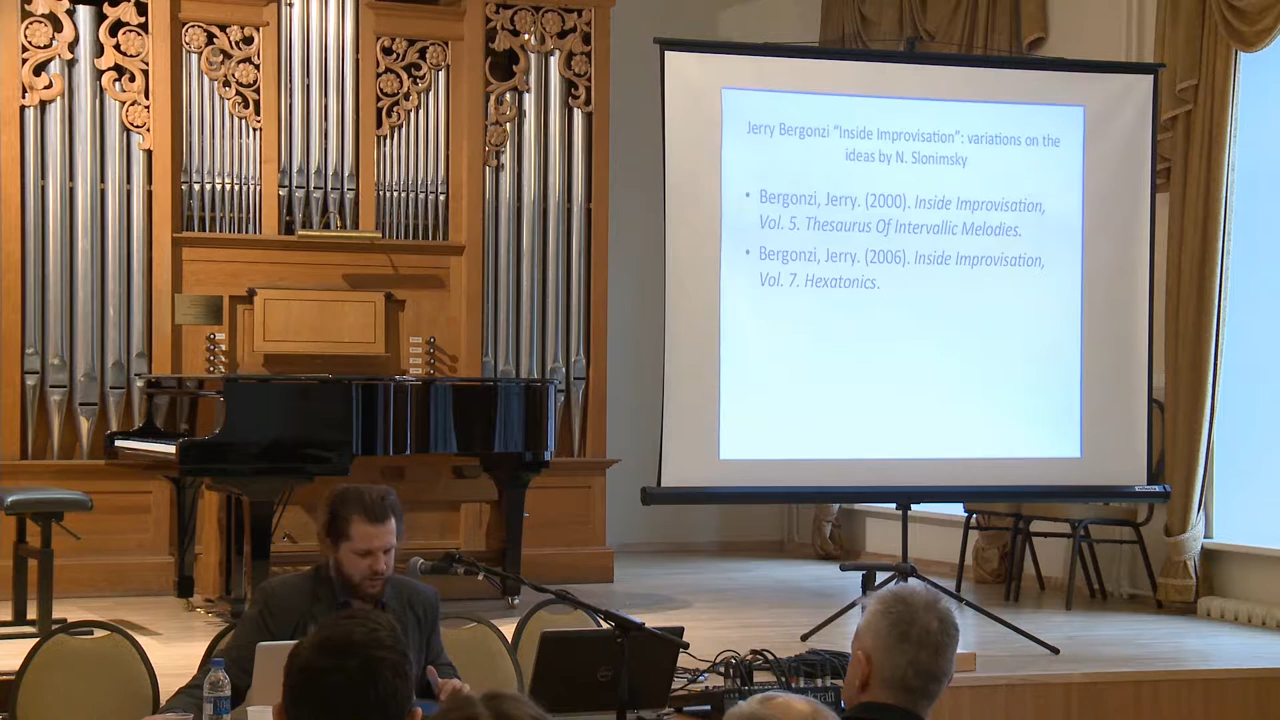 Jerry Bergonzi "Inside Improvisation": variations on the
ideas by N. Slonimsky
• Bergonzi, Jerry. (2000). Inside Improvisation,
Vol. 5. Thesaurus Of Intervallic Melodies.
• Bergonzi, Jerry. (2006). Inside Improvisation,
Vol. 7. Hexatonics.
DELL